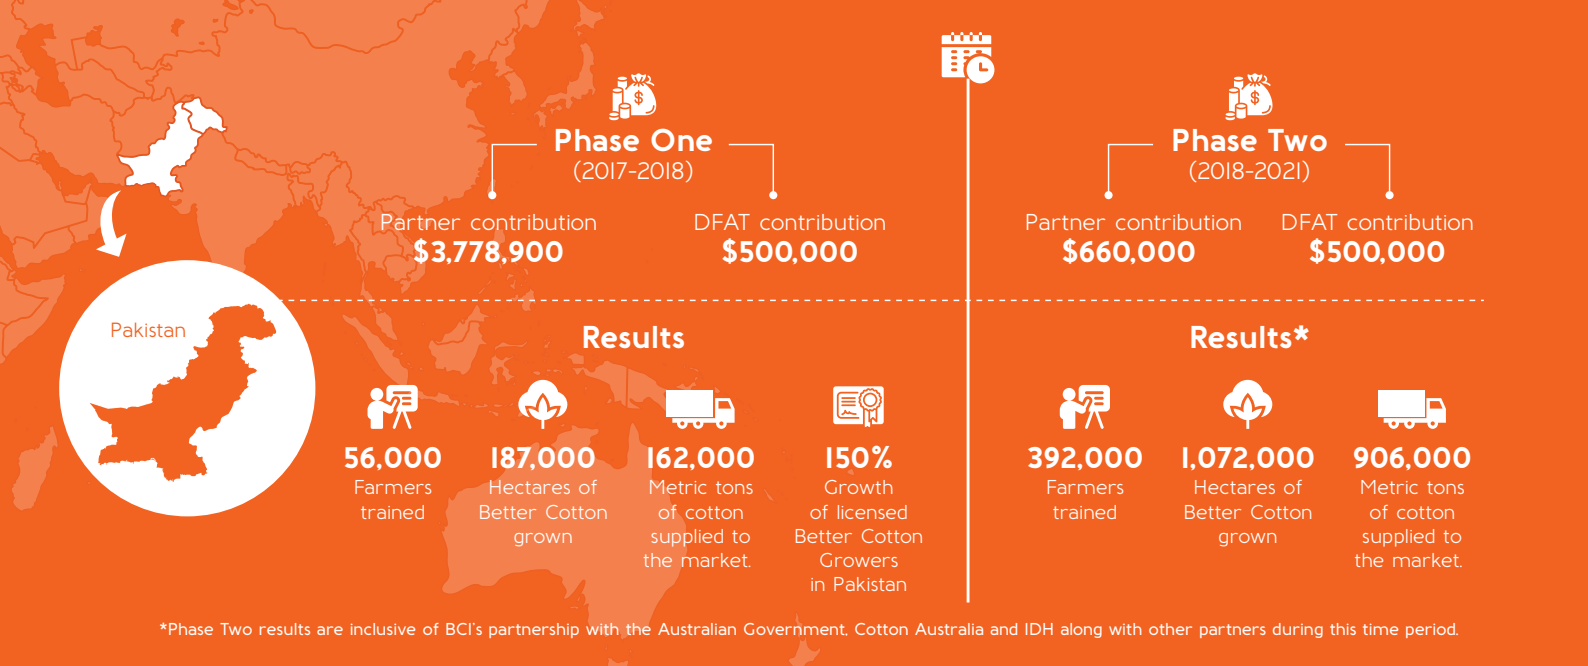 Phase One
(2017-2018)
Partner contribution
$3,778,900
DFAT contribution
$500,000
Phase Two
(2018-2021)
Partner contribution
$660,000
DFAT contribution
$500,000
Pakistan
Results
56,000
Farmers
trained
187,000
Hectares of
Better Cotton
grown
162,000
Metric tons
of cotton
supplied to
the market.
150%
Growth
of licensed
Better Cotton
Growers
in Pakistan
Results*
392,000
Farmers
trained
1,072,000
Hectares of
Better Cotton
grown
906,000
Metric tons
of cotton
supplied to
the market.
*Phase Two results are inclusive of BCI's partnership with the Australian Government, Cotton Australia and IDH along with other partners during this time period.